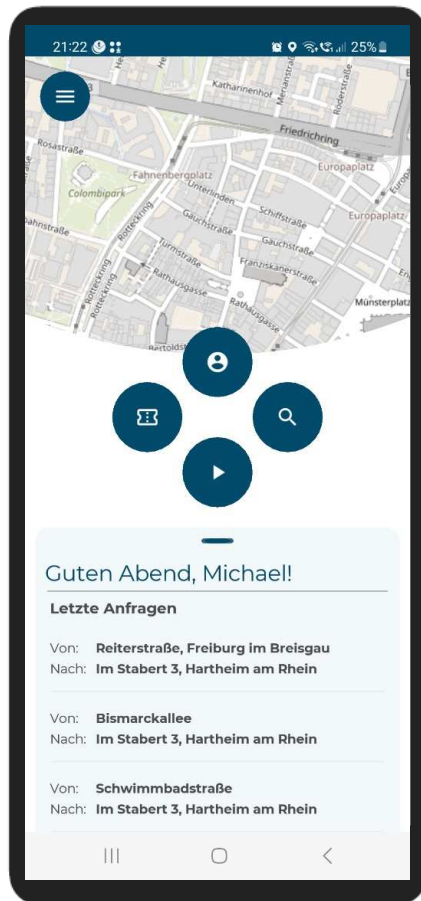 21:22
25%
Katharinenhof
Friedrichring
Rosastraße
Fahnenbergplatz
Europaplatz
Colombipark
Unterlinden
Schiffstraße
Europaplatz
Rotteckring
Gauchstraße
Gauchstraße
Turmstraße
Franziskanerstraße
Rathausgasse
Rotteckring
Rotteckring
Rathausgasse
Münsterplatz
Guten Abend, Michael!
Letzte Anfragen
Von: Reiterstraße, Freiburg im Breisgau
Nach: Im Stabert 3, Hartheim am Rhein
Von: Bismarckallee
Nach: Im Stabert 3, Hartheim am Rhein
Von: Schwimmbadstraße
Nach: Im Stabert 3, Hartheim am Rhein